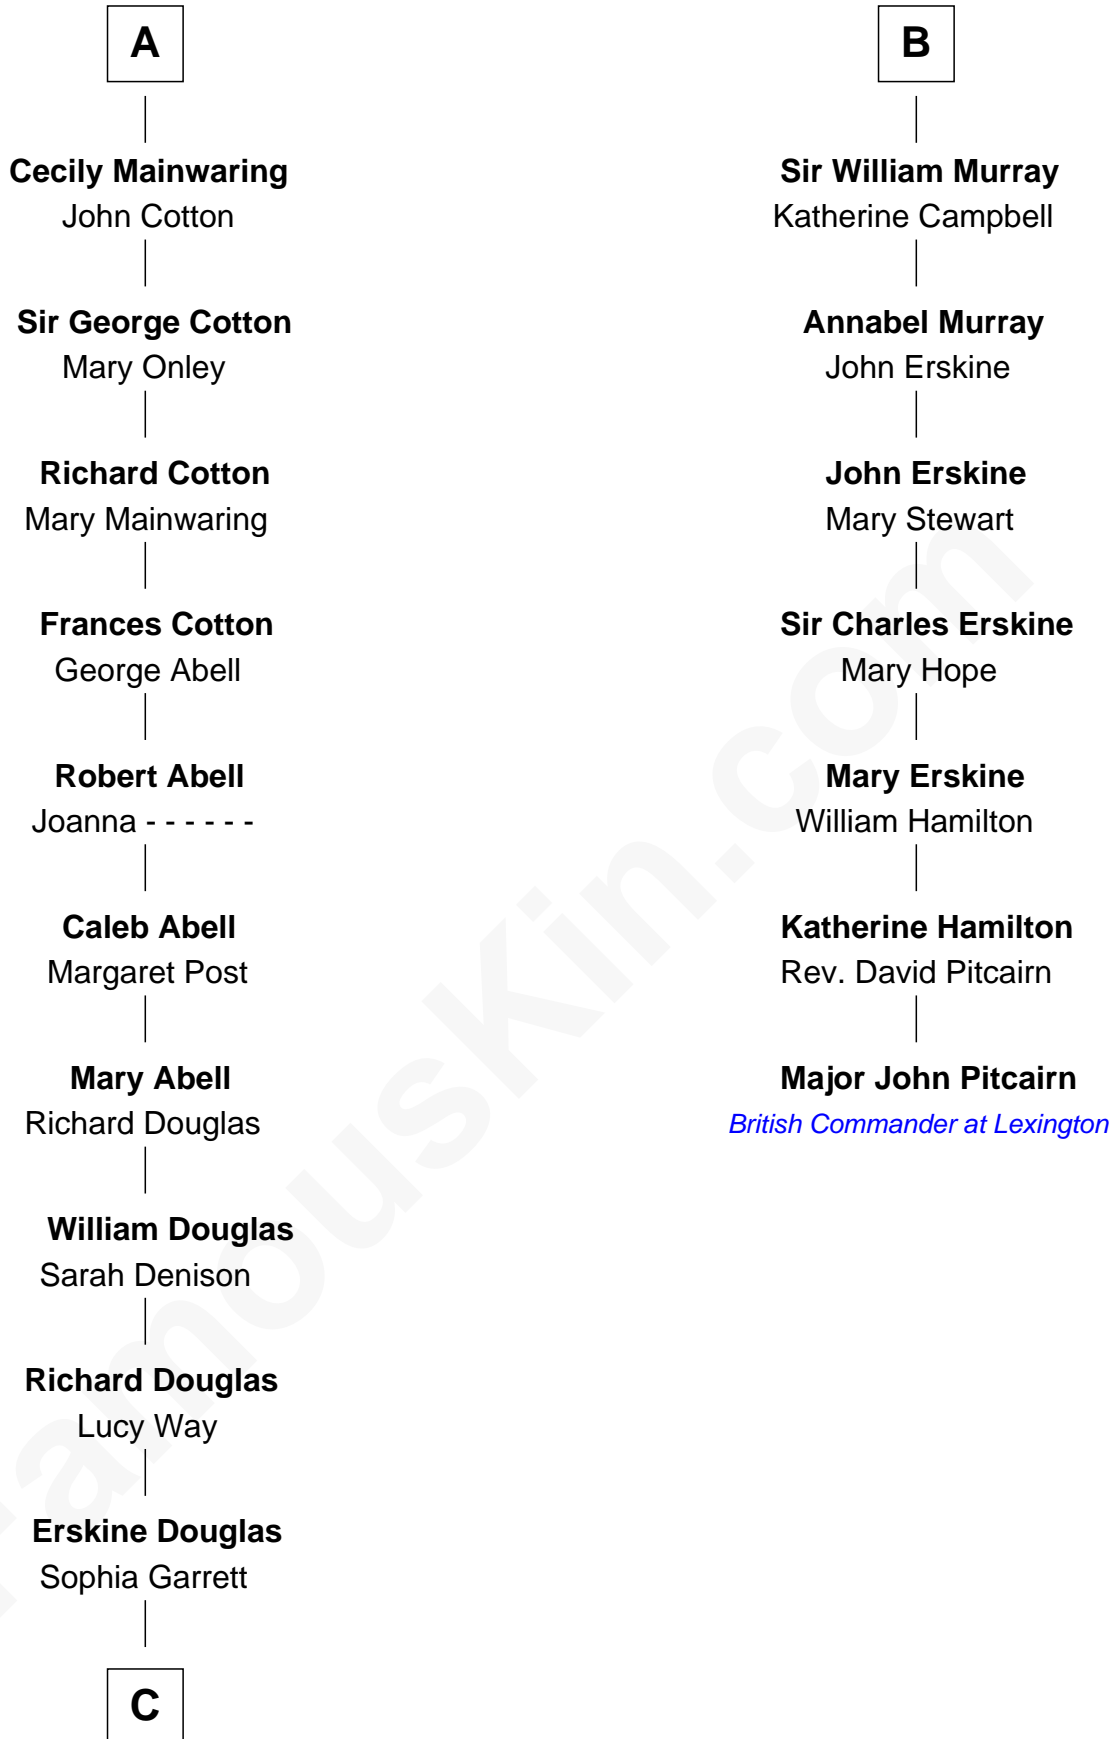 A
Cecily Mainwaring
John Cotton
Sir George Cotton
Mary Onley
Richard Cotton
Mary Mainwaring
Frances Cotton
George Abell
Robert Abell
Joanna - - - - - -
Caleb Abell
Margaret Post
Mary Abell
Richard Douglas
William Douglas
Sarah Denison
Richard Douglas
Lucy Way
Erskine Douglas
Sophia Garrett
C
B
Sir William Murray
Katherine Campbell
Annabel Murray
John Erskine
John Erskine
Mary Stewart
Sir Charles Erskine
Mary Hope
Mary Erskine
William Hamilton
Katherine Hamilton
Rev. David Pitcairn
Major John Pitcairn
British Commander at Lexington
FamousKin.com